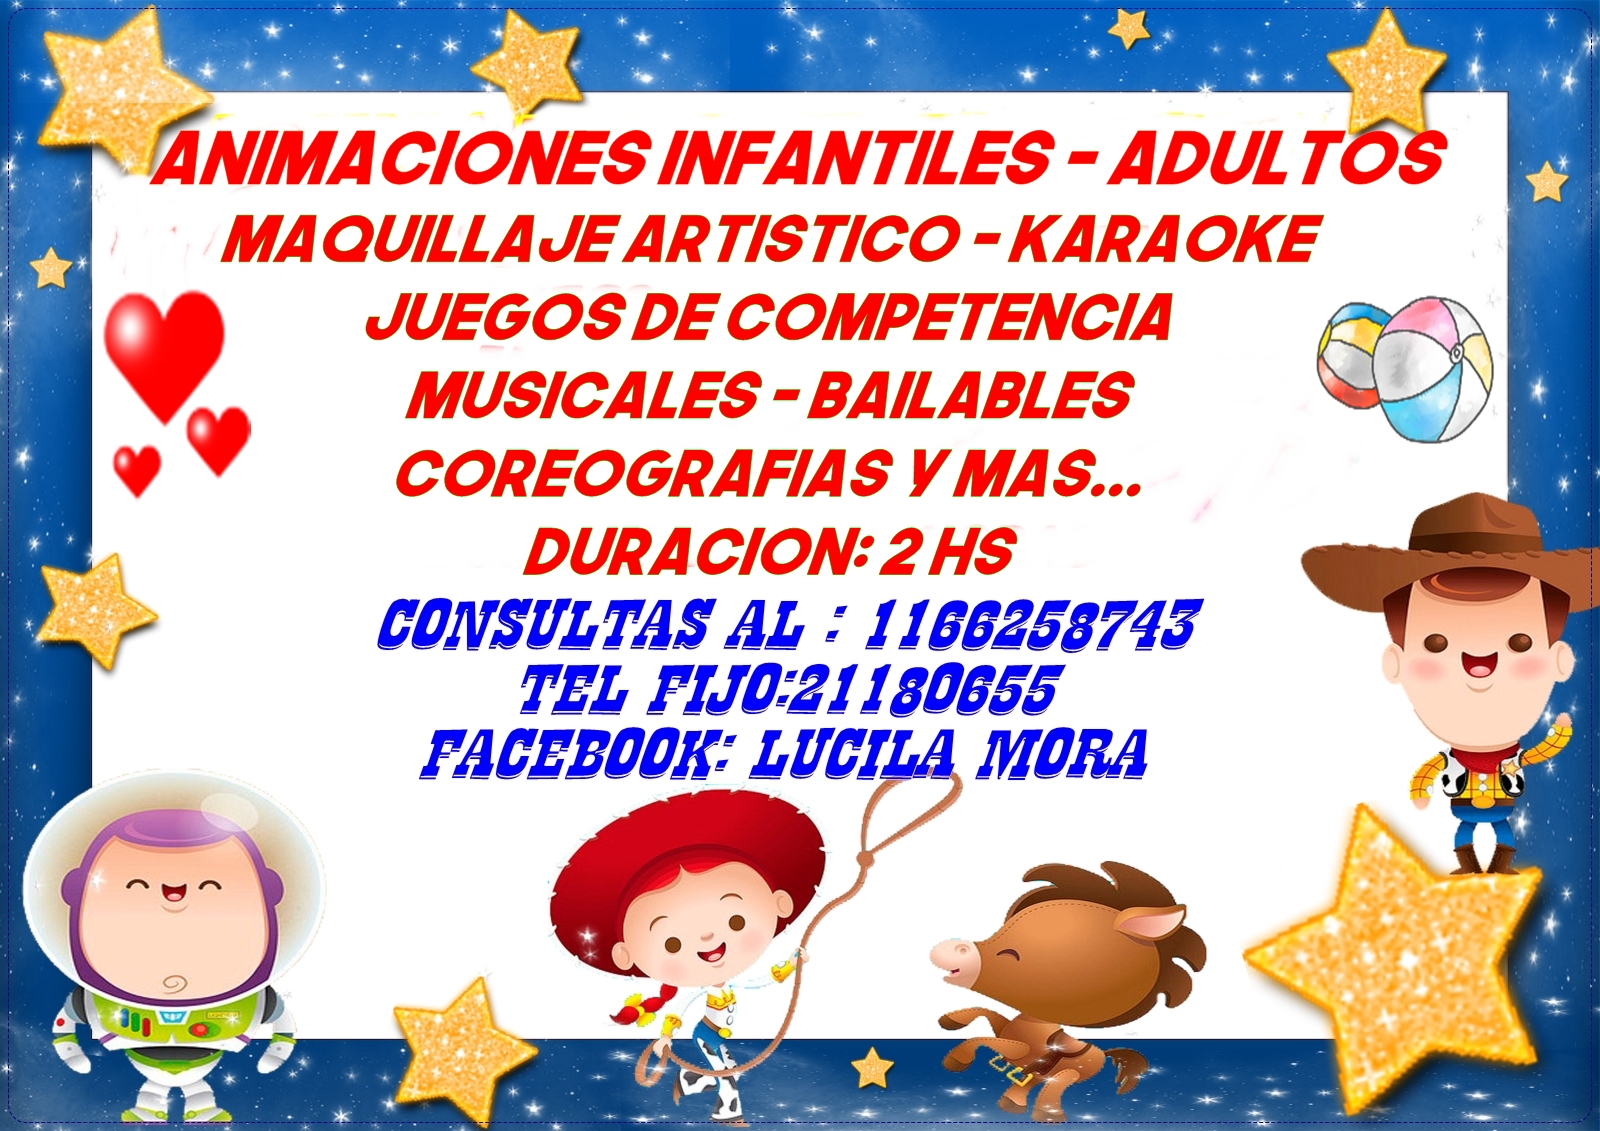 ANIMACIONES INFANTILES - ADULTOS
MAQUILLAJE ARTISTICO - KARAOKE
JUEGOS DE COMPETENCIA
MUSICALES - BAILABLES
COREOGRAFIAS Y MAS...
DURACION: 2 HS
CONSULTAS AL : 1166258743
TEL FIJO:21180655
FACEBOOK: LUCILA MORA